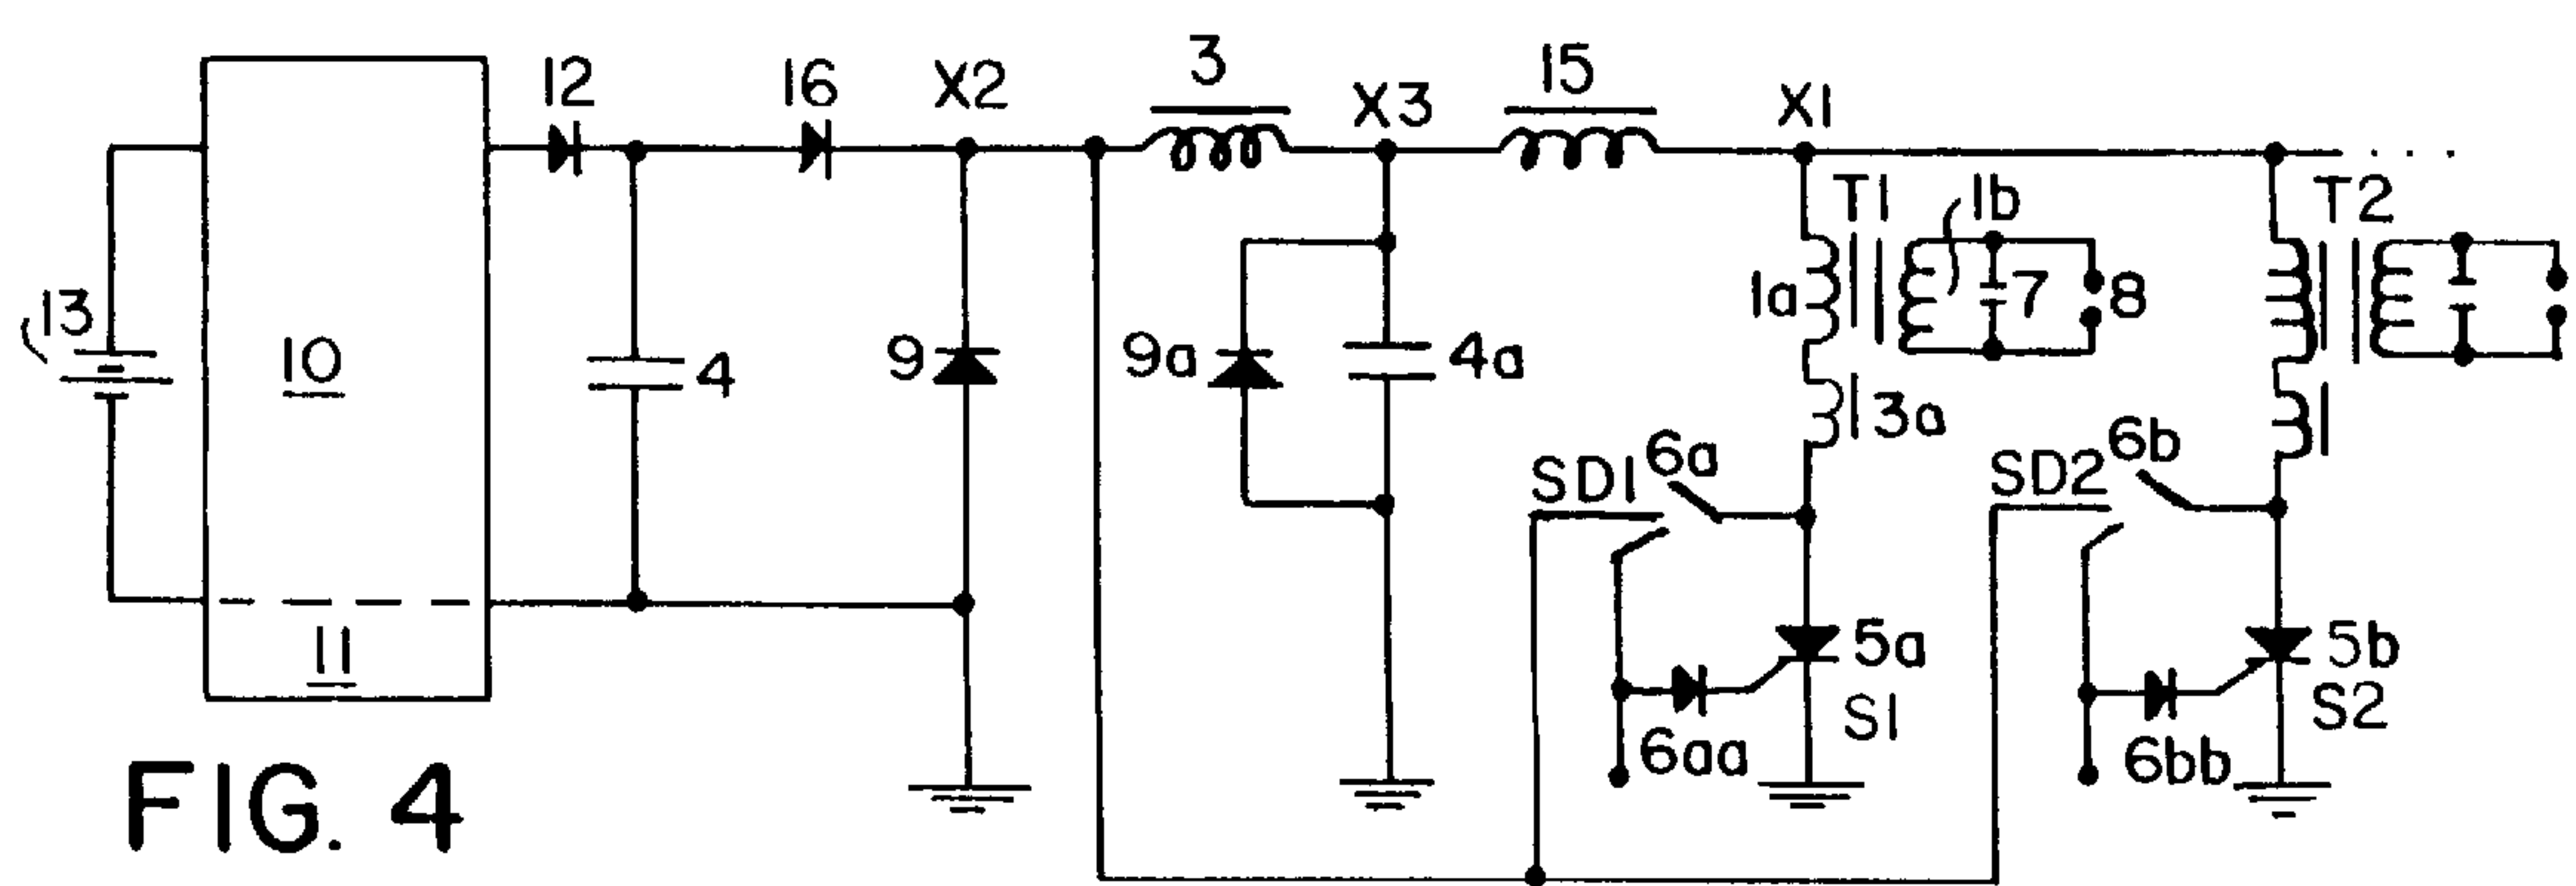 12 16 X2 3 X3 15 X1
T1 1b T2
13 10 4 9 9a 4a 1a 7 8
3a
SD1 6a SD2 6b
11 5a 5b
S1 S2
6aa 6bb
FIG. 4